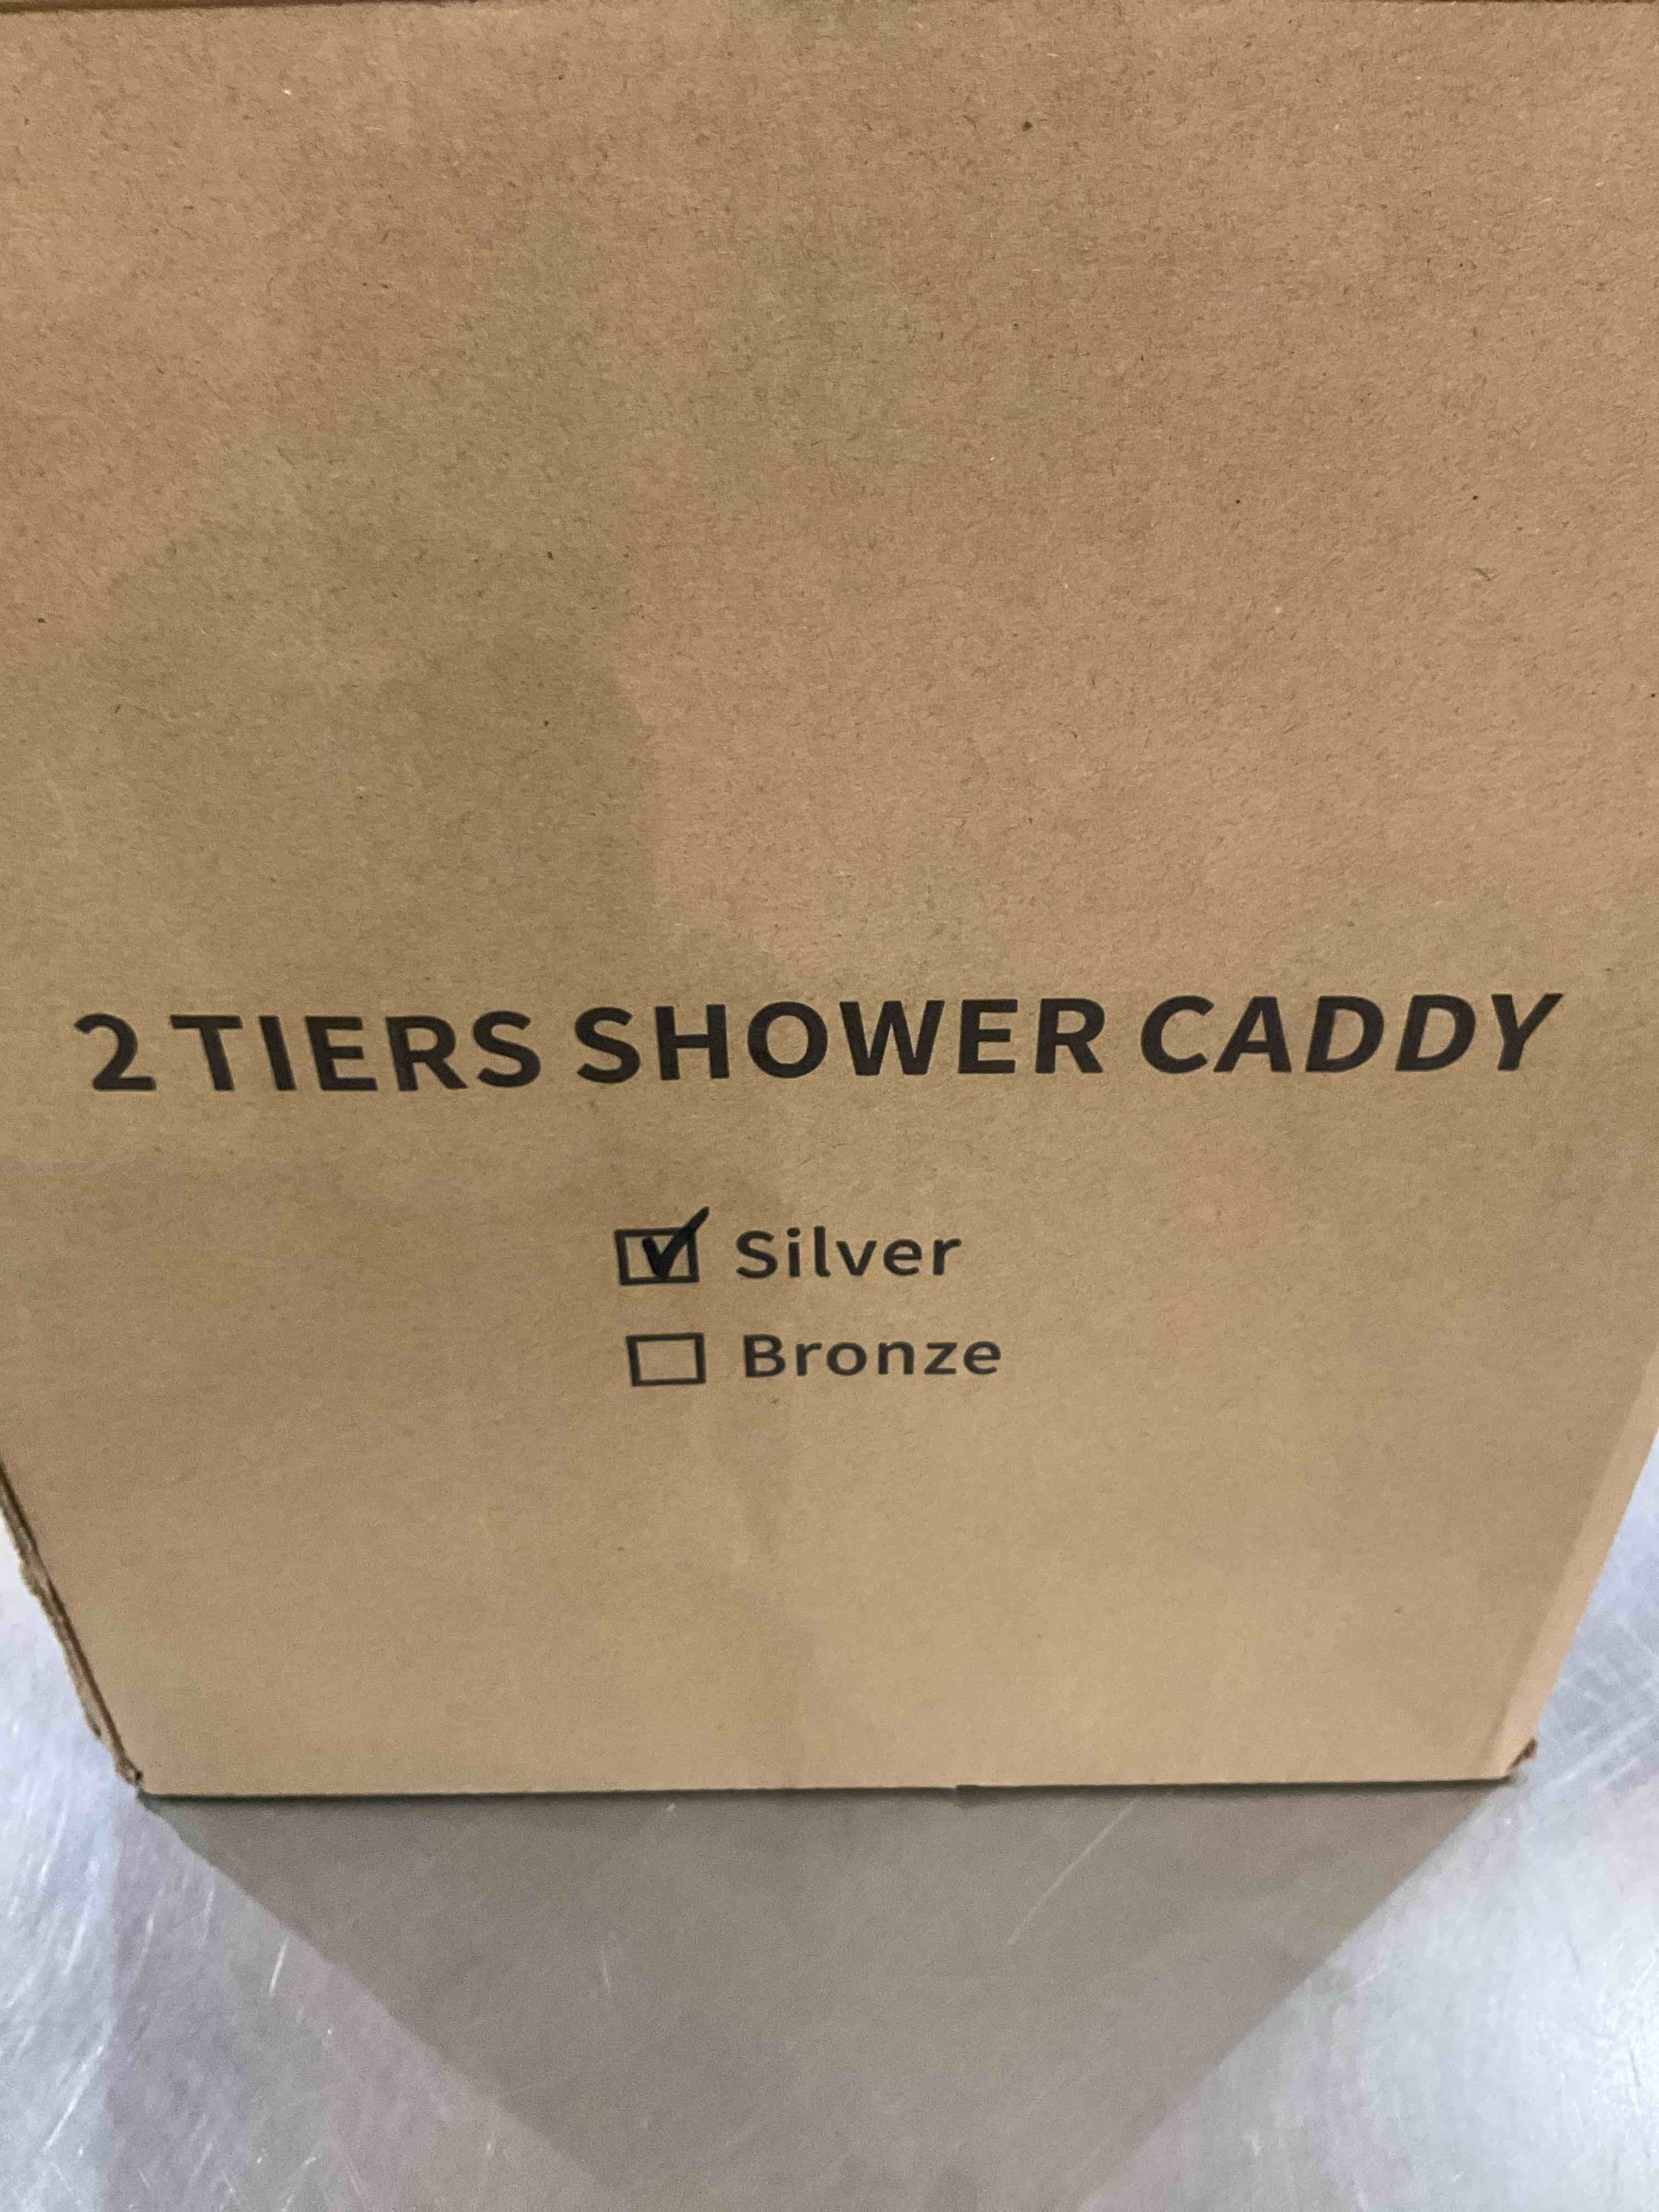 2 TIERS SHOWER CADDY
☑ Silver
☐ Bronze